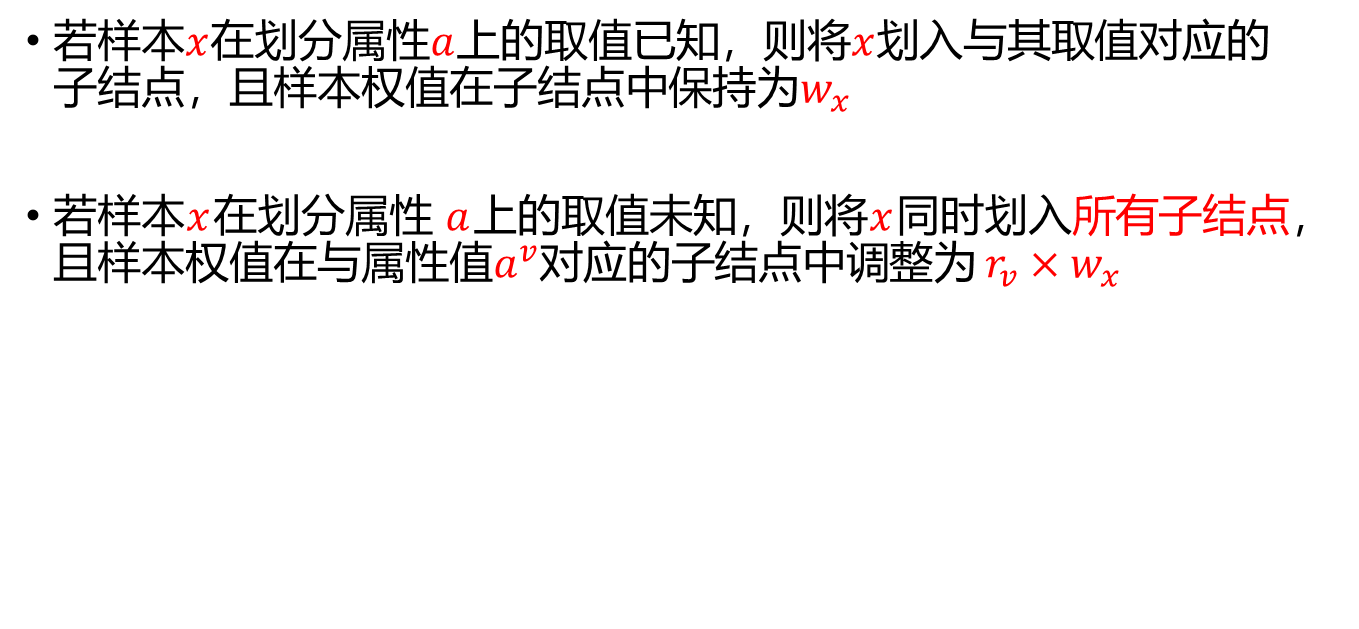 • 若样本x在划分属性a上的取值已知，则将x划入与其取值对应的
子结点，且样本权值在子结点中保持为wₓ
• 若样本x在划分属性 a上的取值未知，则将x同时划入所有子结点，
且样本权值在与属性值aᵛ对应的子结点中调整为 rᵥ × wₓ